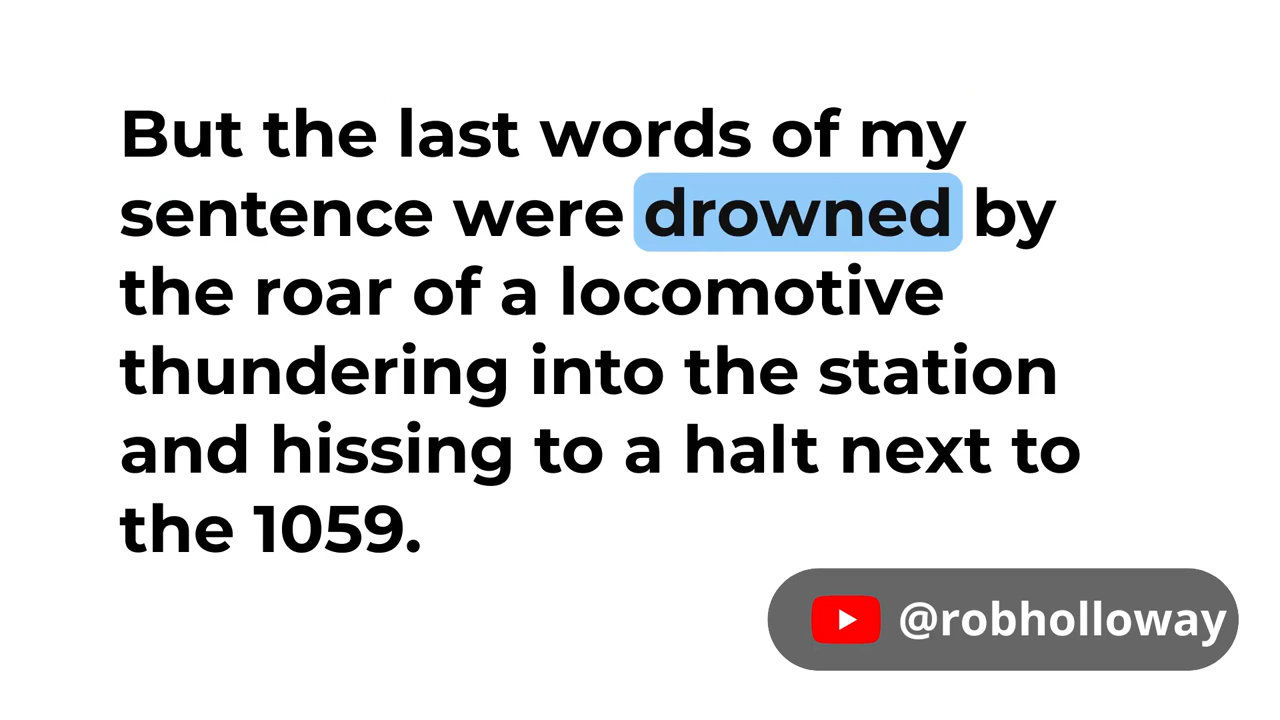 But the last words of my
sentence were drowned by
the roar of a locomotive
thundering into the station
and hissing to a halt next to
the 1059.
@robholloway